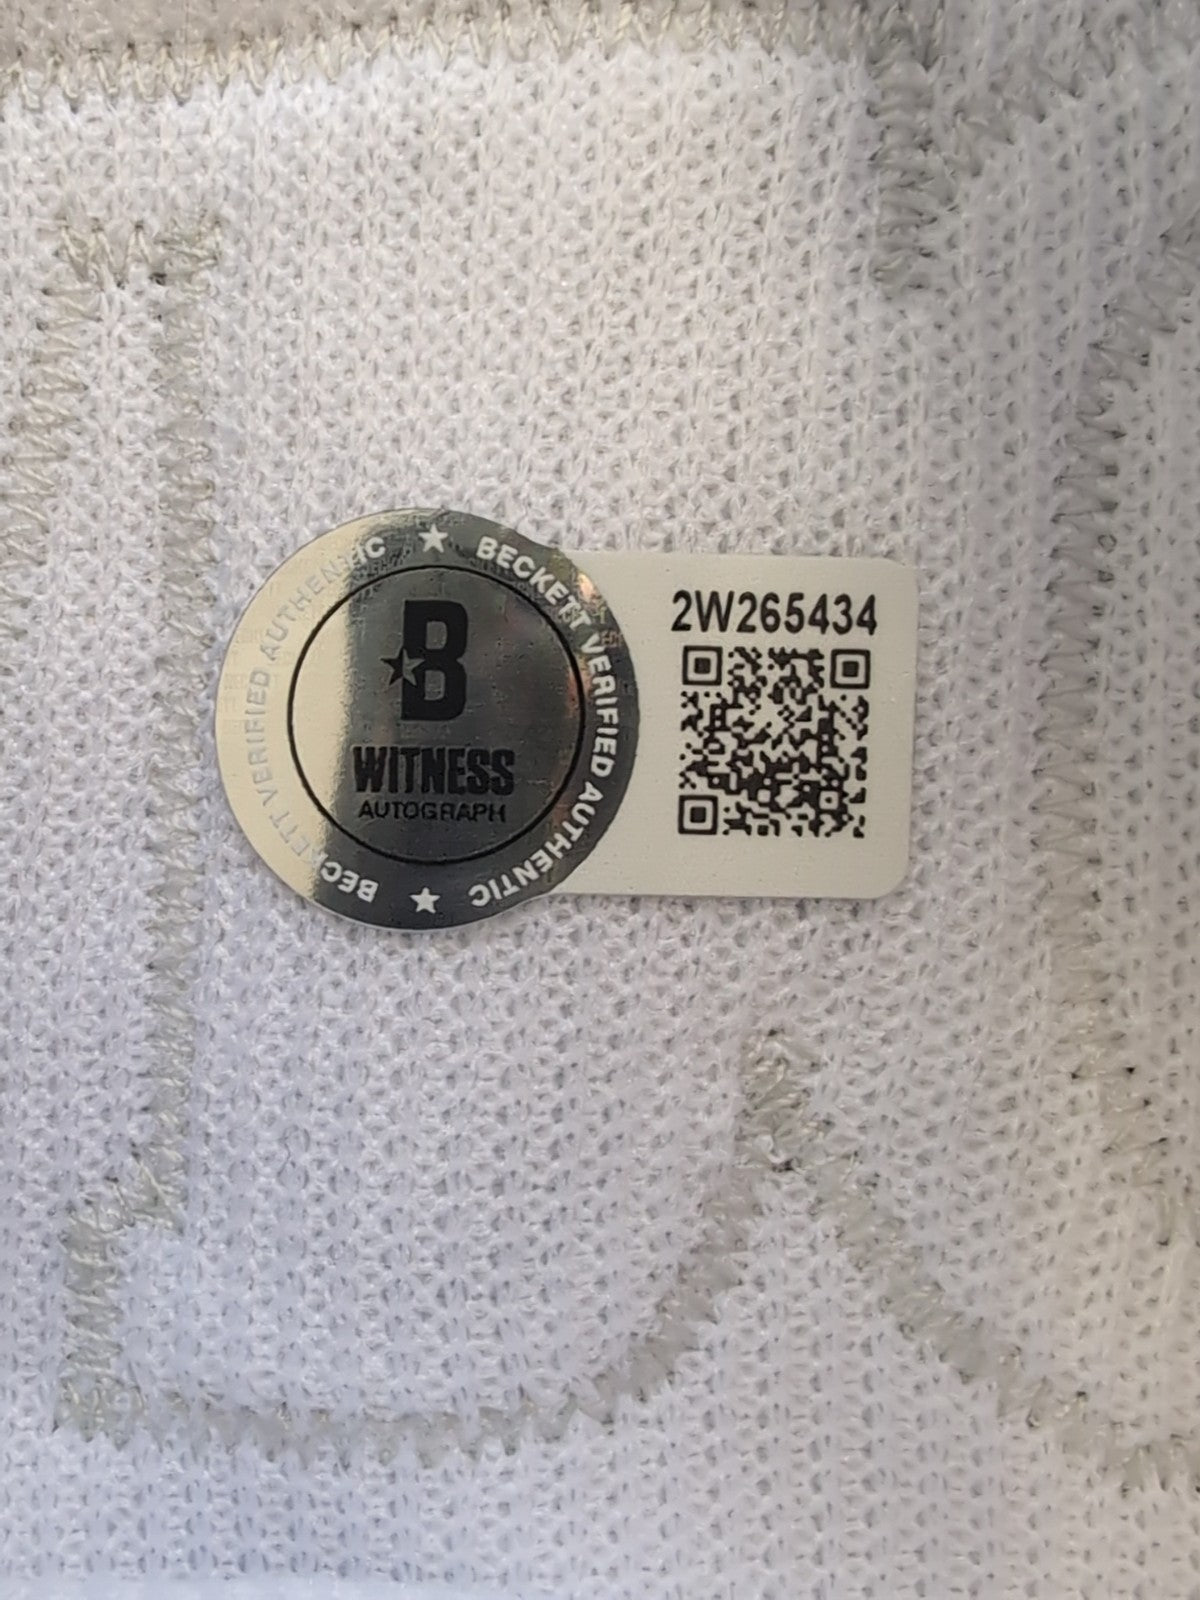 BECKETT VERIFIED AUTHENTIC ★ BECKETT VERIFIED AUTHENTIC ★
B
WITNESS
AUTOGRAPH
2W265434